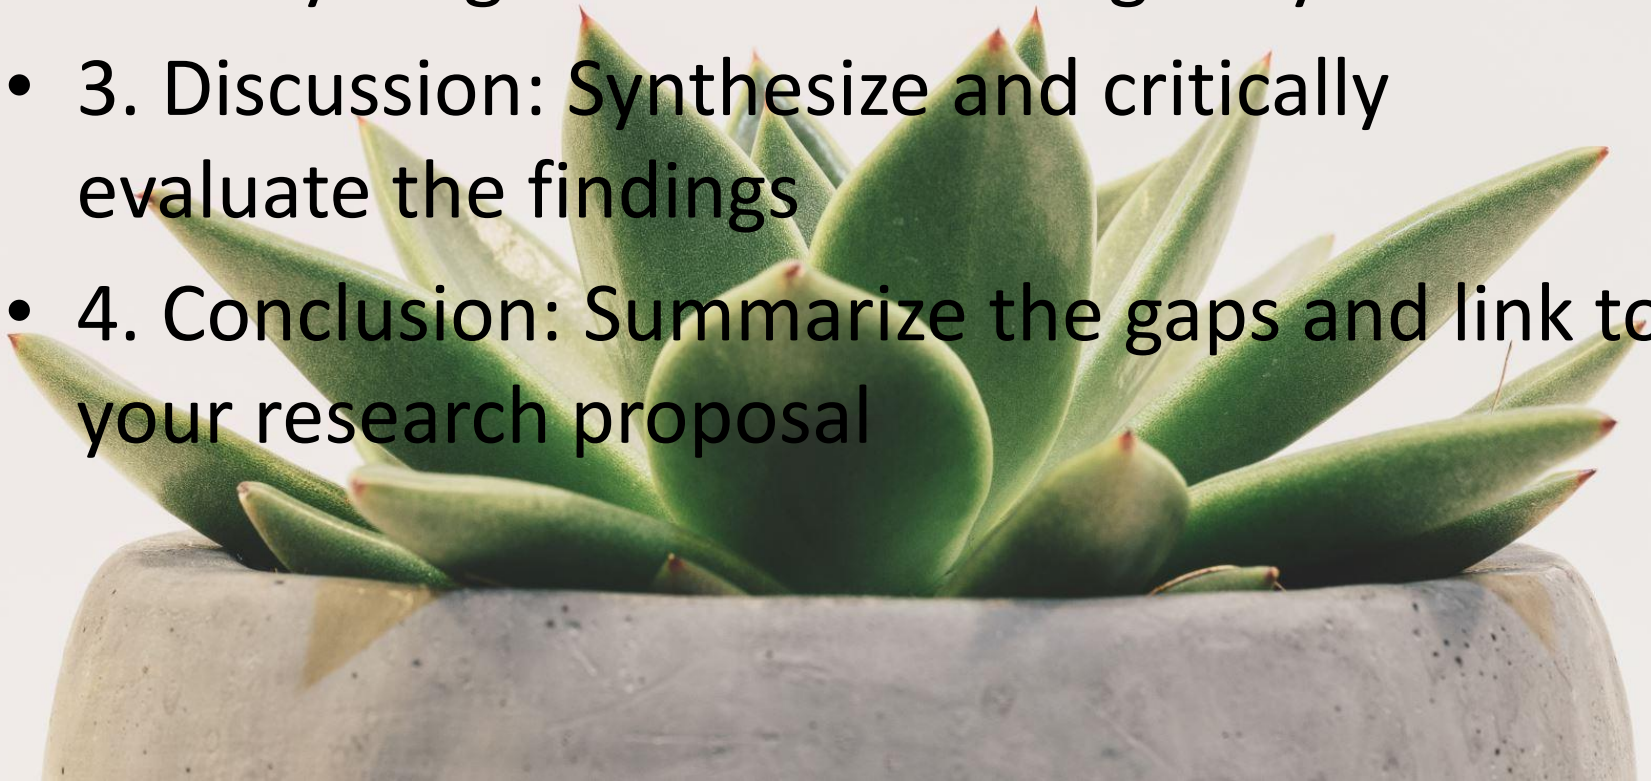 • 3. Discussion: Synthesize and critically
evaluate the findings
• 4. Conclusion: Summarize the gaps and link to
your research proposal